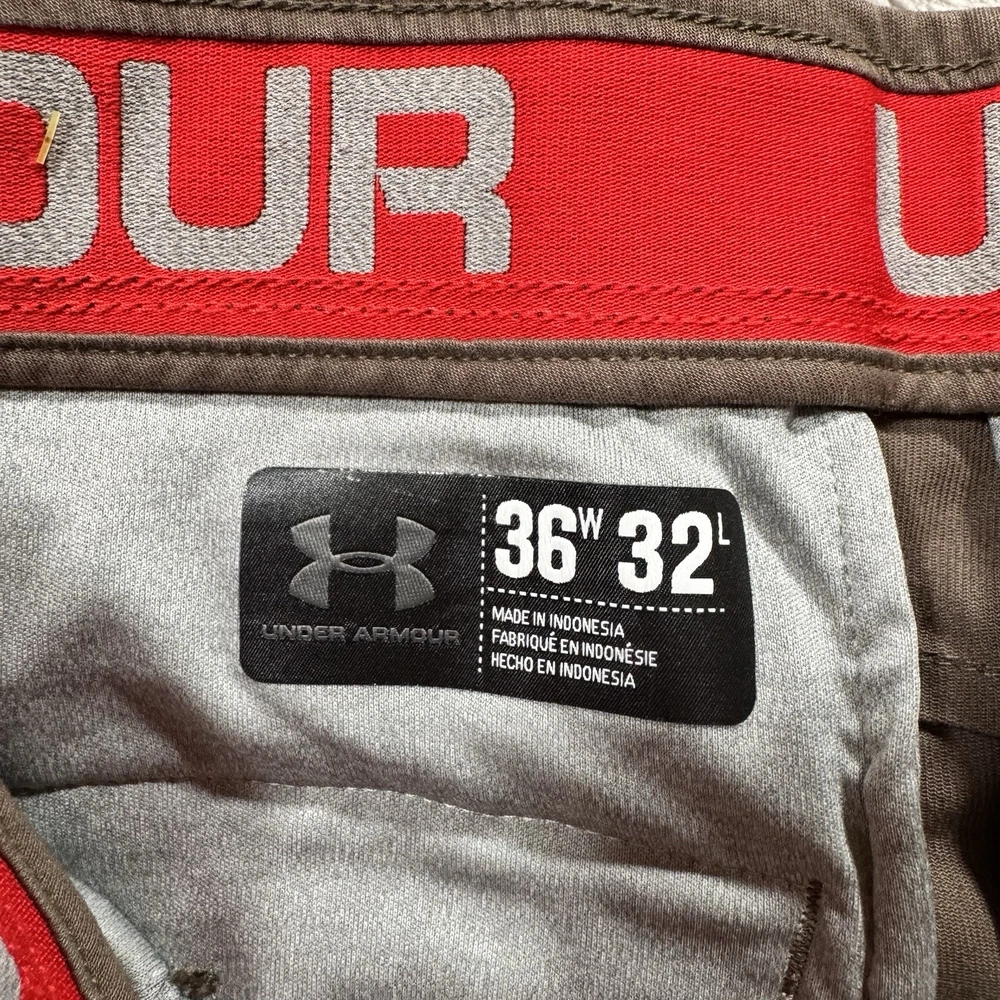 OUR U
UNDER ARMOUR
36W 32L
MADE IN INDONESIA
FABRIQUÉ EN INDONÉSIE
HECHO EN INDONESIA